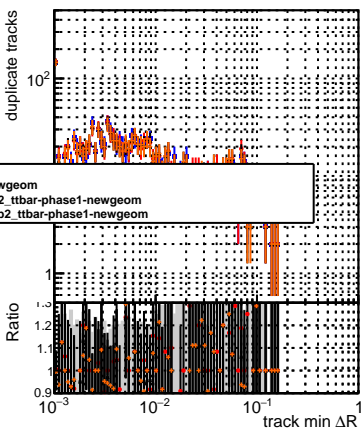 duplicate tracks
10²
wgeom
2_ttbar-phase1-newgeom
o2_ttbar-phase1-newgeom
1
Ratio
1.3
1.2
1.1
1
0.9
10⁻³ 10⁻² 10⁻¹ 1
track min ΔR